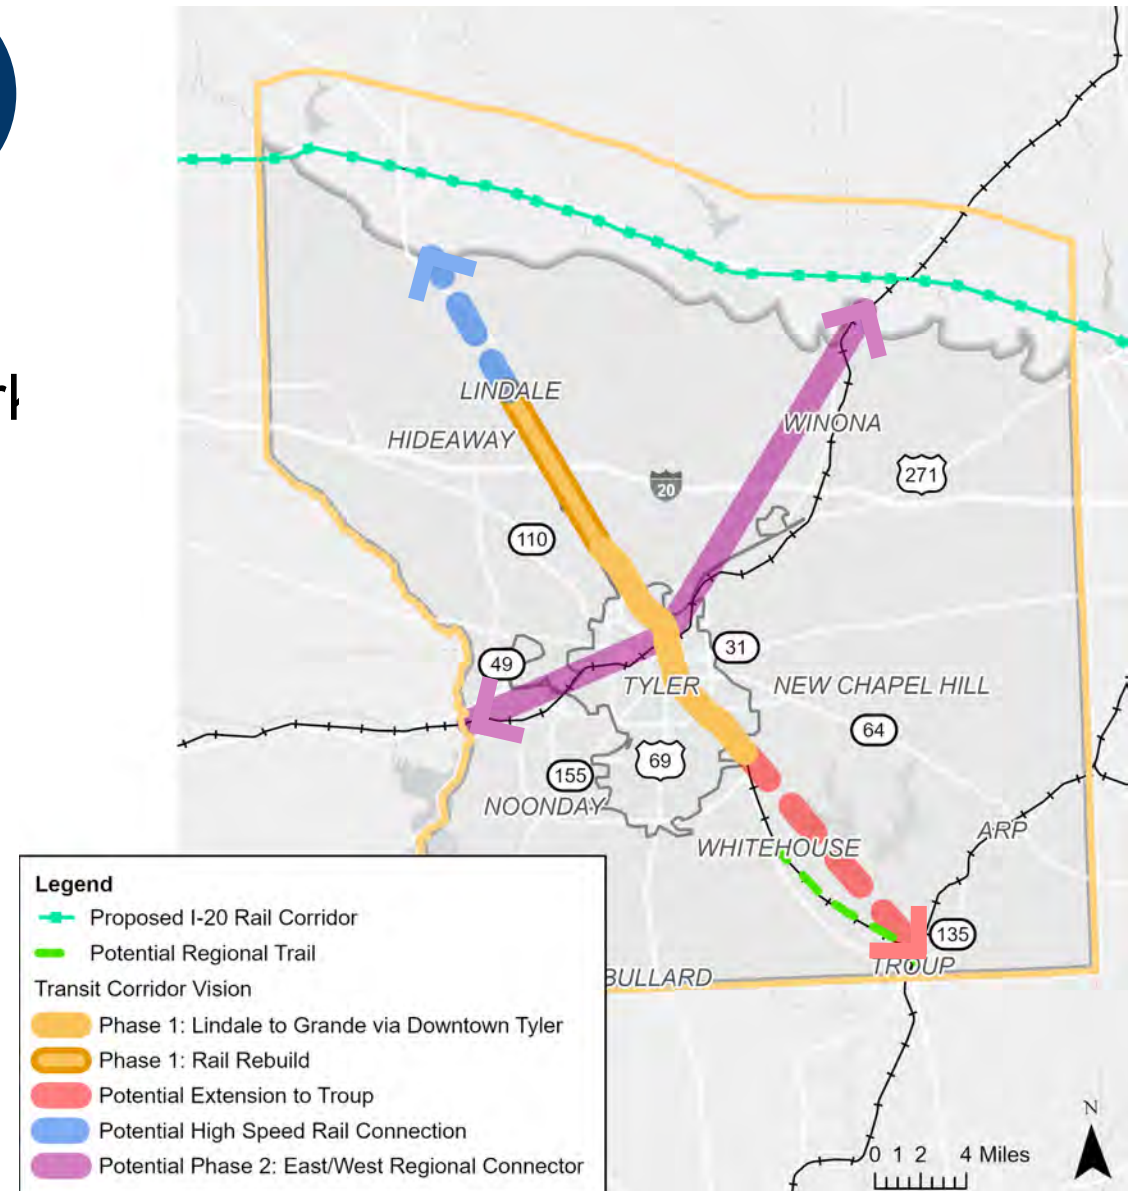 LINDALE
HIDEAWAY
WINONA
271
20
110
31
49
TYLER
NEW CHAPEL HILL
64
69
155
NOONDAY
WHITEHOUSE
ARP
135
TROUP
BULLARD
Legend
Proposed I-20 Rail Corridor
Potential Regional Trail
Transit Corridor Vision
Phase 1: Lindale to Grande via Downtown Tyler
Phase 1: Rail Rebuild
Potential Extension to Troup
Potential High Speed Rail Connection
Potential Phase 2: East/West Regional Connector
N
0 1 2 4 Miles